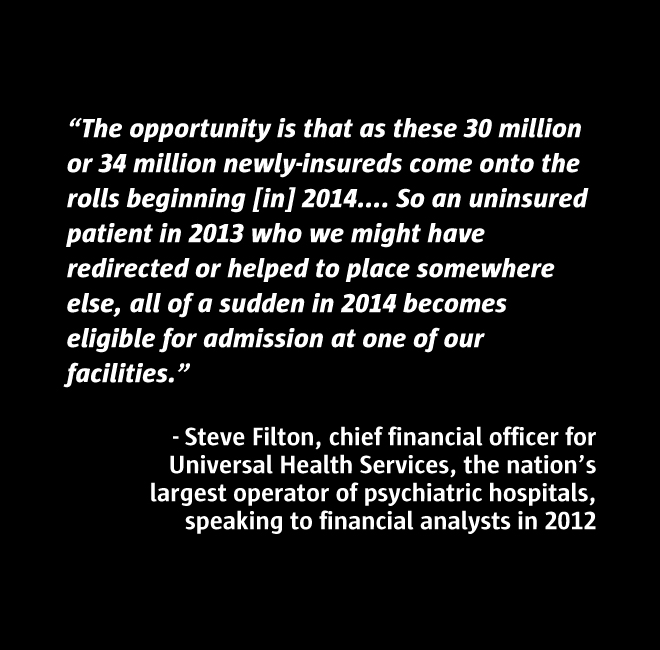 “The opportunity is that as these 30 million
or 34 million newly-insureds come onto the
rolls beginning [in] 2014.... So an uninsured
patient in 2013 who we might have
redirected or helped to place somewhere
else, all of a sudden in 2014 becomes
eligible for admission at one of our
facilities.”
- Steve Filton, chief financial officer for
Universal Health Services, the nation’s
largest operator of psychiatric hospitals,
speaking to financial analysts in 2012